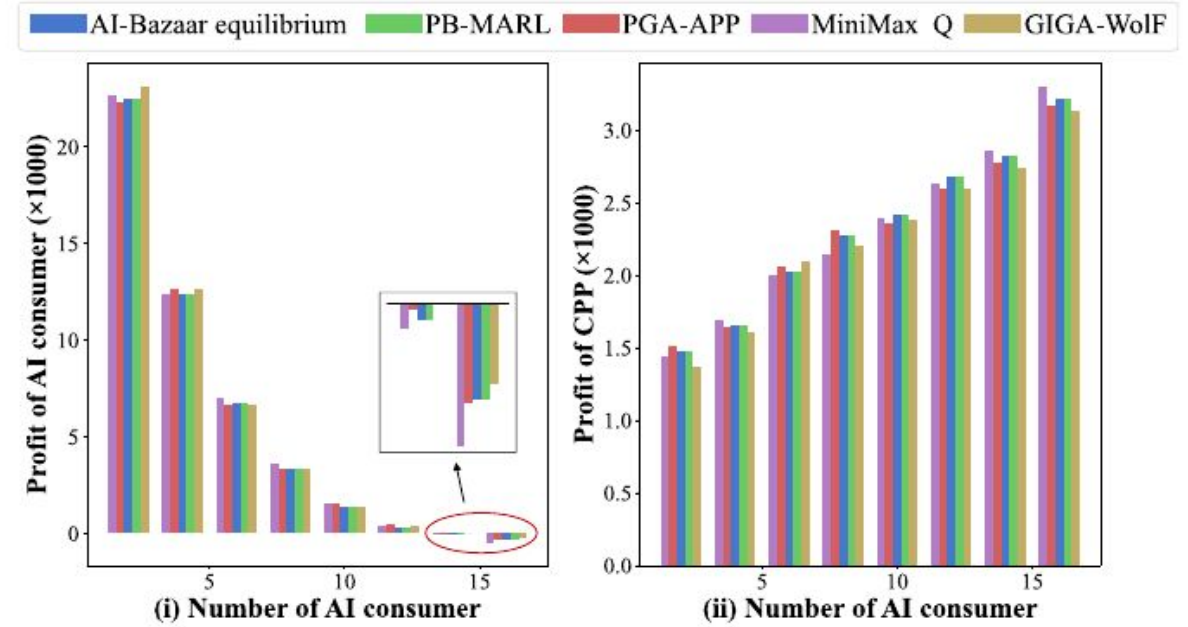 AI-Bazaar equilibrium PB-MARL PGA-APP MiniMax Q GIGA-WolF
Profit of AI consumer (×1000)
20
15
10
5
0
5 10 15
(i) Number of AI consumer
Profit of CPP (×1000)
3.0
2.5
2.0
1.5
1.0
0.5
0.0
5 10 15
(ii) Number of AI consumer